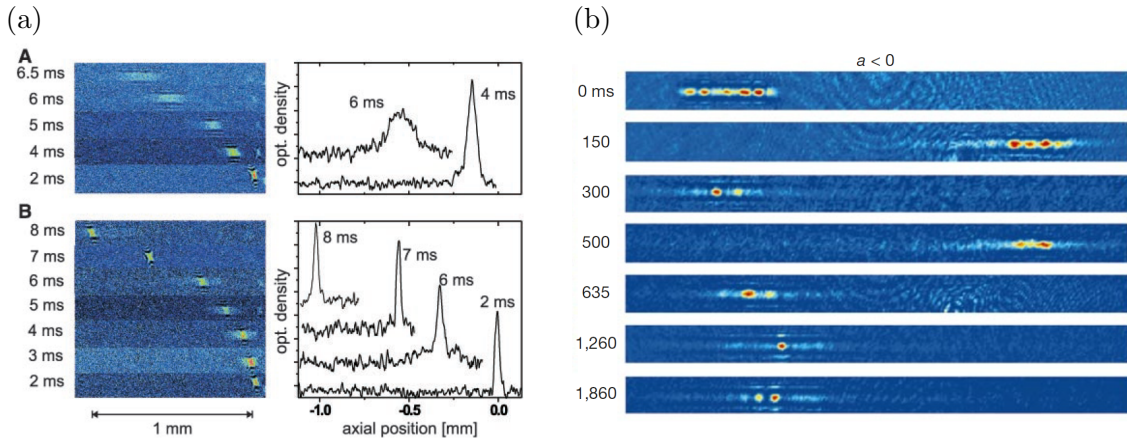 (a)
(b)
A
6.5 ms
6 ms
5 ms
4 ms
2 ms
opt. density
6 ms
4 ms
B
8 ms
7 ms
6 ms
5 ms
4 ms
3 ms
2 ms
1 mm
opt. density
8 ms
7 ms
6 ms
2 ms
-1.0 -0.5 0.0
axial position [mm]
a < 0
0 ms
150
300
500
635
1,260
1,860